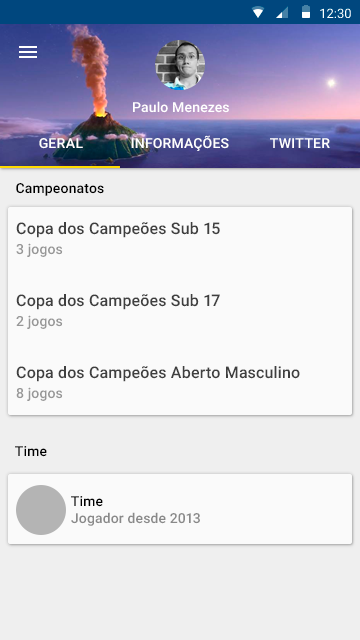 12:30
Paulo Menezes
GERAL INFORMAÇÕES TWITTER
Campeonatos
Copa dos Campeões Sub 15
3 jogos
Copa dos Campeões Sub 17
2 jogos
Copa dos Campeões Aberto Masculino
8 jogos
Time
Time
Jogador desde 2013